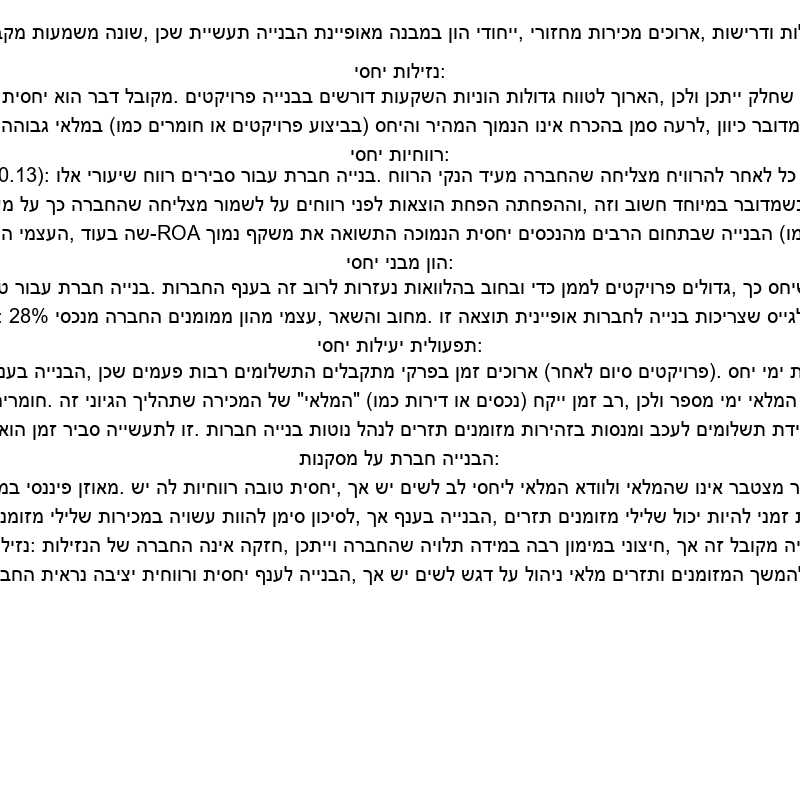 מקב משמעות שונה, שכן תעשיית הבנייה מאופיינת במבנה הון ייחודי, מחזורי מכירות ארוכים, ודרישות לות
יחסי נזילות:
יחסית הוא דבר מקובל. פרויקטים בבנייה דורשים השקעות הוניות גדולות לטווח הארוך, ולכן ייתכן שחלק
גבוהה במלאי (כמו חומרים או פרויקטים בביצוע) והיחס המהיר הנמוך אינו בהכרח סמן לרעה, כיוון מדובר
יחסי רווחיות:
0.13): אלו שיעורי רווח סבירים עבור חברת בנייה. הרווח הנקי מעיד שהחברה מצליחה להרוויח לאחר כל
מ על כך שהחברה מצליחה לשמור על רווחים לפני הוצאות הפחת וההפחתה, וזה חשוב במיוחד כשמדובר
הי העצמי, בעוד שה-ROA נמוך משקף את התשואה הנמוכה יחסית מהנכסים הרבים שבתחום הבנייה (כמו
יחסי מבני הון:
ט עבור חברת בנייה. כדי לממן פרויקטים גדולים, כך שיחס החברות בענף זה לרוב נעזרות בהלוואות ובחוב
: 28% מנכסי החברה ממומנים מהון עצמי, והשאר מחוב. זו תוצאה אופיינית לחברות בנייה שצריכות לגייס
יחסי יעילות תפעולית:
בענ הבנייה, שכן פעמים רבות התשלומים מתקבלים בפרקי זמן ארוכים (לאחר סיום פרויקטים). יחס ימי ת
חומרי. זה הגיוני שתהליך המכירה של "המלאי" (כמו דירות או נכסים) ייקח זמן רב, ולכן מספר ימי המלאי
הוא זמן סביר לתעשייה זו. חברות בנייה נוטות לנהל תזרים מזומנים בזהירות ומנסות לעכב תשלומים ידת
מסקנות על חברת הבנייה:
במ פיננסי מאוזן. יש לה רווחיות טובה יחסית, אך יש לשים לב ליחסי המלאי ולוודא שהמלאי אינו מצטבר ר
מזומנ שלילי במכירות עשויה להוות סימן לסיכון, אך בענף הבנייה, תזרים מזומנים שלילי יכול להיות זמני ת
נזיל: הנזילות של החברה אינה חזקה, וייתכן שהחברה תלויה במידה רבה במימון חיצוני, אך זה מקובל יה
החב נראית יציבה ורווחית יחסית לענף הבנייה, אך יש לשים דגש על ניהול מלאי ותזרים המזומנים להמשך